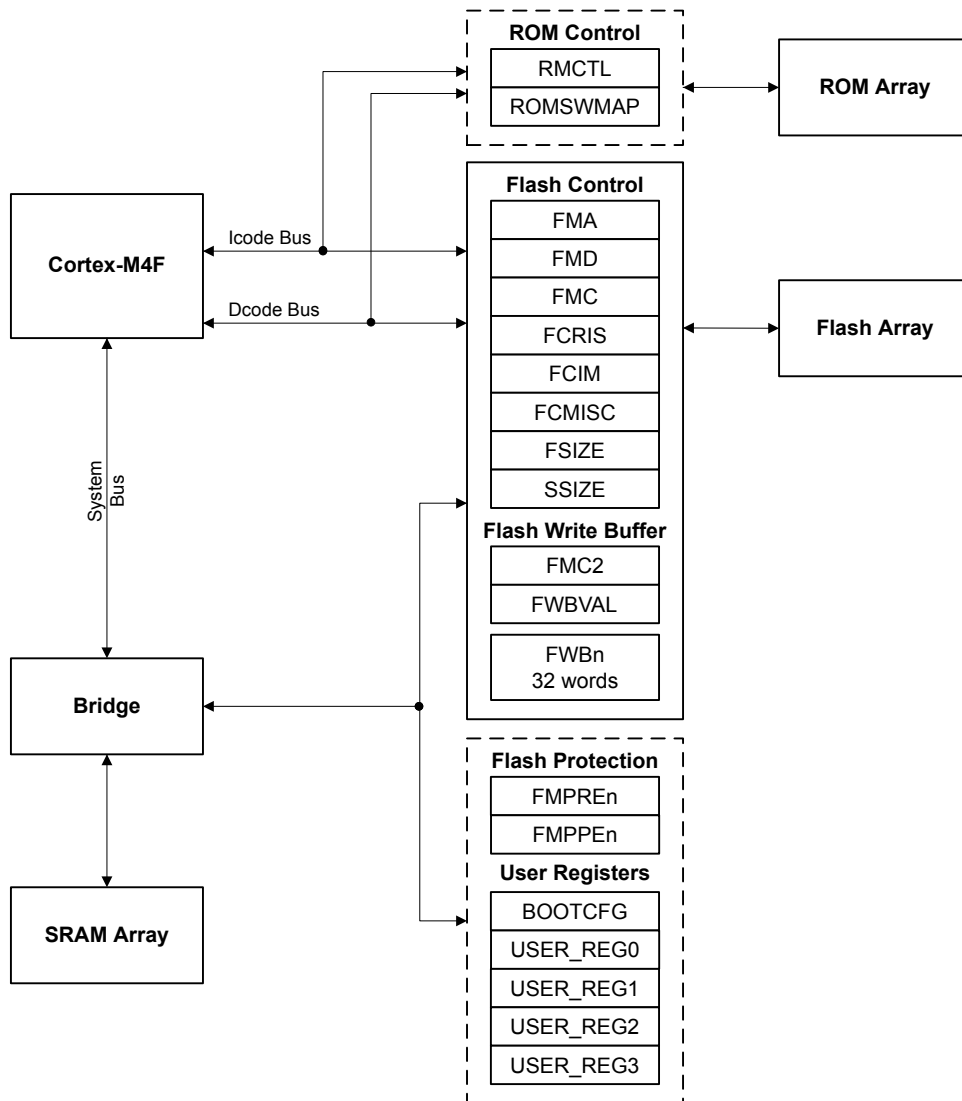 ROM Control
RMCTL
ROMSWMAP
ROM Array
Flash Control
FMA
FMD
FMC
FCRIS
FCIM
FCMISC
FSIZE
SSIZE
Flash Write Buffer
FMC2
FWBVAL
FWBn
32 words
Cortex-M4F
Icode Bus
Dcode Bus
Flash Array
System
Bus
Bridge
Flash Protection
FMPREn
FMPPEn
User Registers
BOOTCFG
USER_REG0
USER_REG1
USER_REG2
USER_REG3
SRAM Array